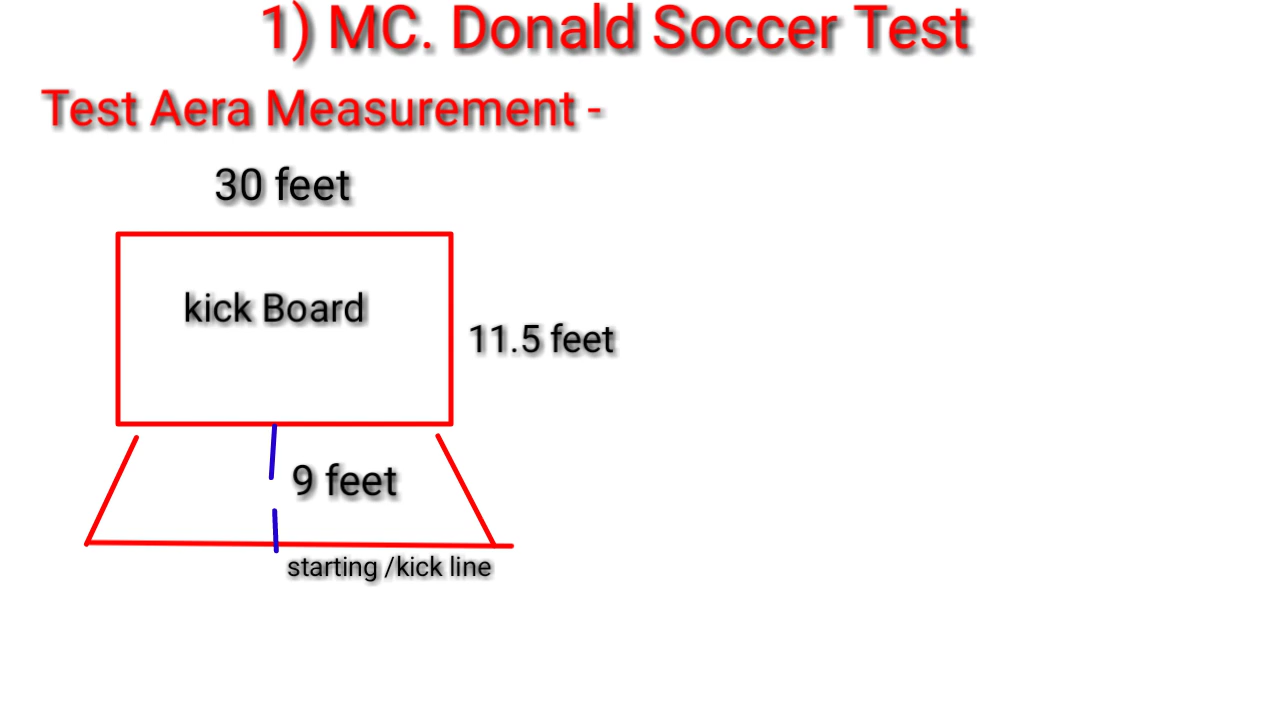 1) MC. Donald Soccer Test
Test Aera Measurement -
30 feet
kick Board
11.5 feet
9 feet
starting /kick line